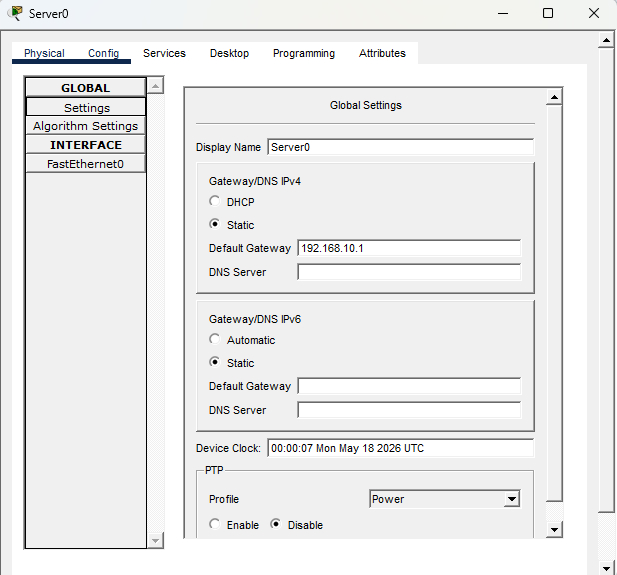 Server0
Physical Config Services Desktop Programming Attributes
GLOBAL
Settings
Algorithm Settings
INTERFACE
FastEthernet0
Global Settings
Display Name Server0
Gateway/DNS IPv4
DHCP
Static
Default Gateway 192.168.10.1
DNS Server
Gateway/DNS IPv6
Automatic
Static
Default Gateway
DNS Server
Device Clock: 00:00:07 Mon May 18 2026 UTC
PTP
Profile Power
Enable Disable